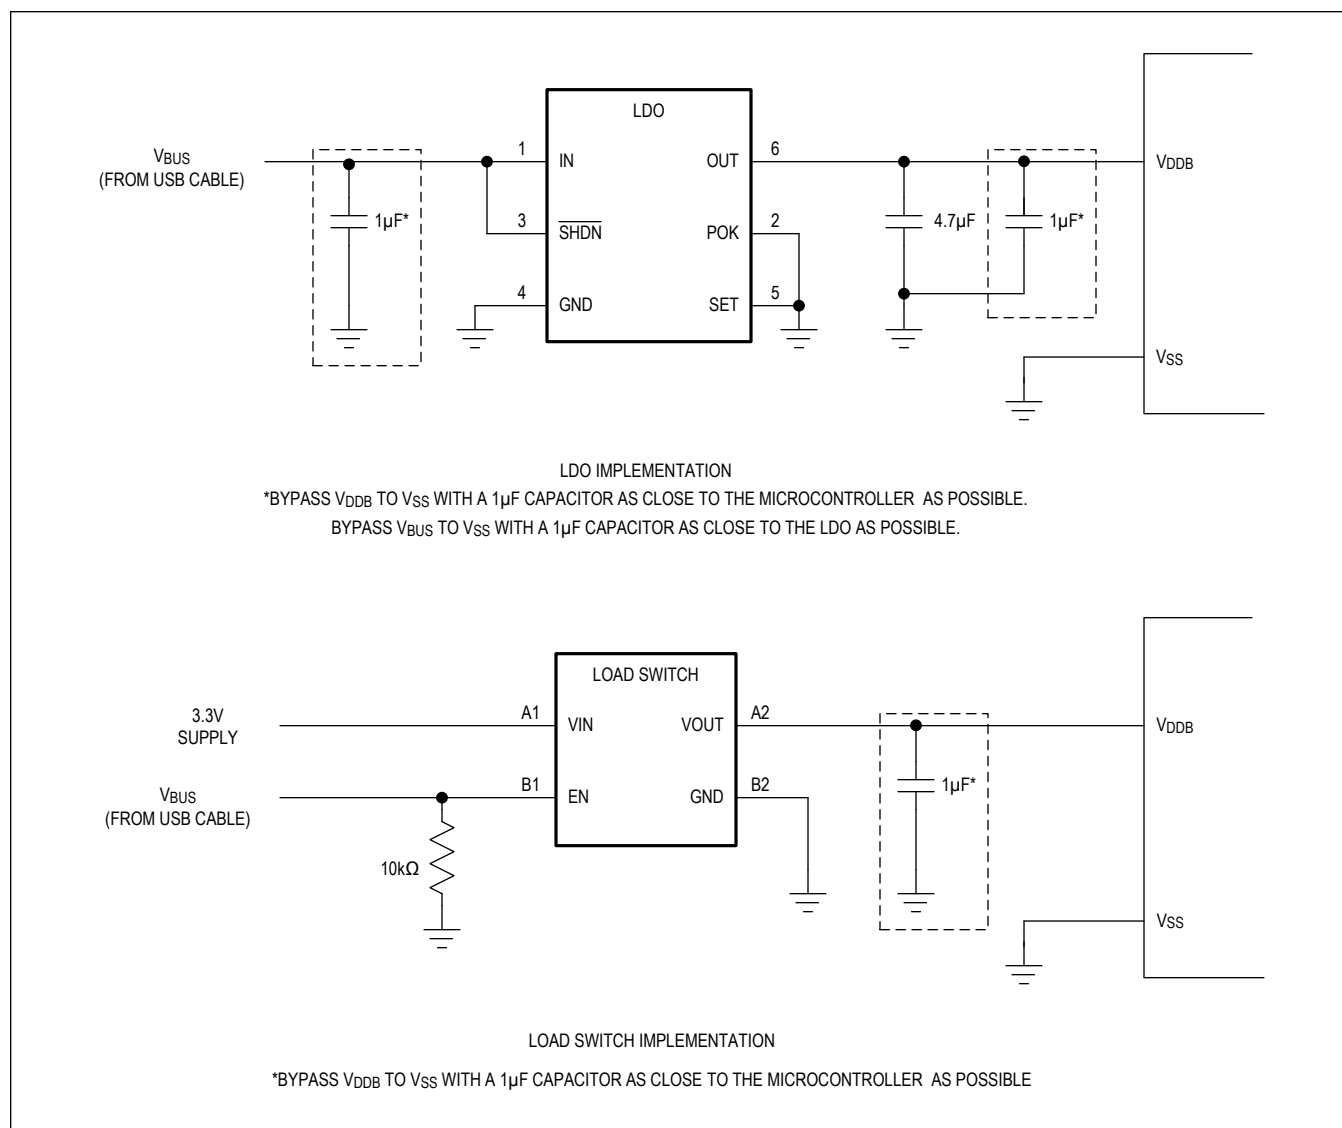 LDO
VBUS
(FROM USB CABLE)
1µF*
1
IN
3
SHDN
4
GND
OUT
6
POK
2
SET
5
4.7µF
1µF*
VDDB
VSS
LDO IMPLEMENTATION
*BYPASS VDDB TO VSS WITH A 1µF CAPACITOR AS CLOSE TO THE MICROCONTROLLER AS POSSIBLE.
BYPASS VBUS TO VSS WITH A 1µF CAPACITOR AS CLOSE TO THE LDO AS POSSIBLE.
LOAD SWITCH
3.3V
SUPPLY
A1
VIN
VOUT
A2
VDDB
VBUS
(FROM USB CABLE)
B1
EN
GND
B2
1µF*
10kΩ
VSS
LOAD SWITCH IMPLEMENTATION
*BYPASS VDDB TO VSS WITH A 1µF CAPACITOR AS CLOSE TO THE MICROCONTROLLER AS POSSIBLE